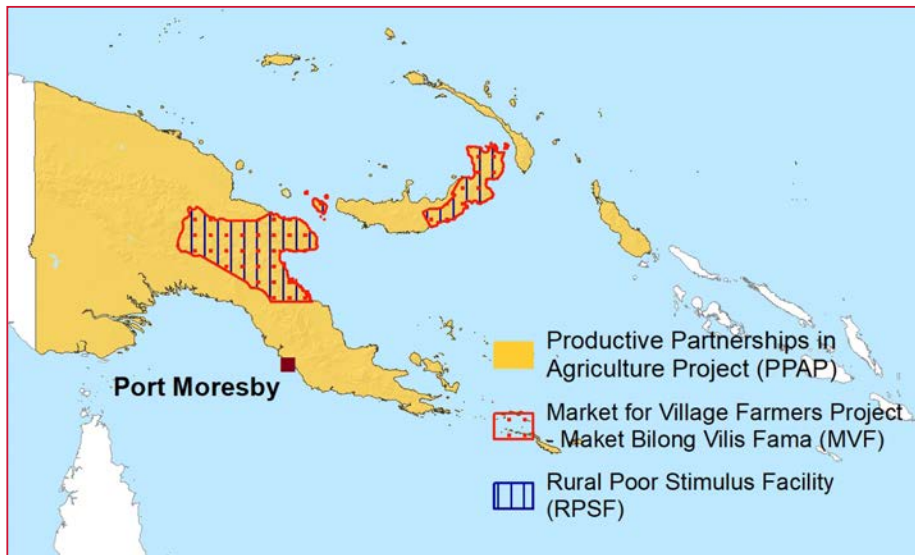 Port Moresby
Productive Partnerships in
Agriculture Project (PPAP)
Market for Village Farmers Project
- Maket Bilong Vilis Fama (MVF)
Rural Poor Stimulus Facility
(RPSF)